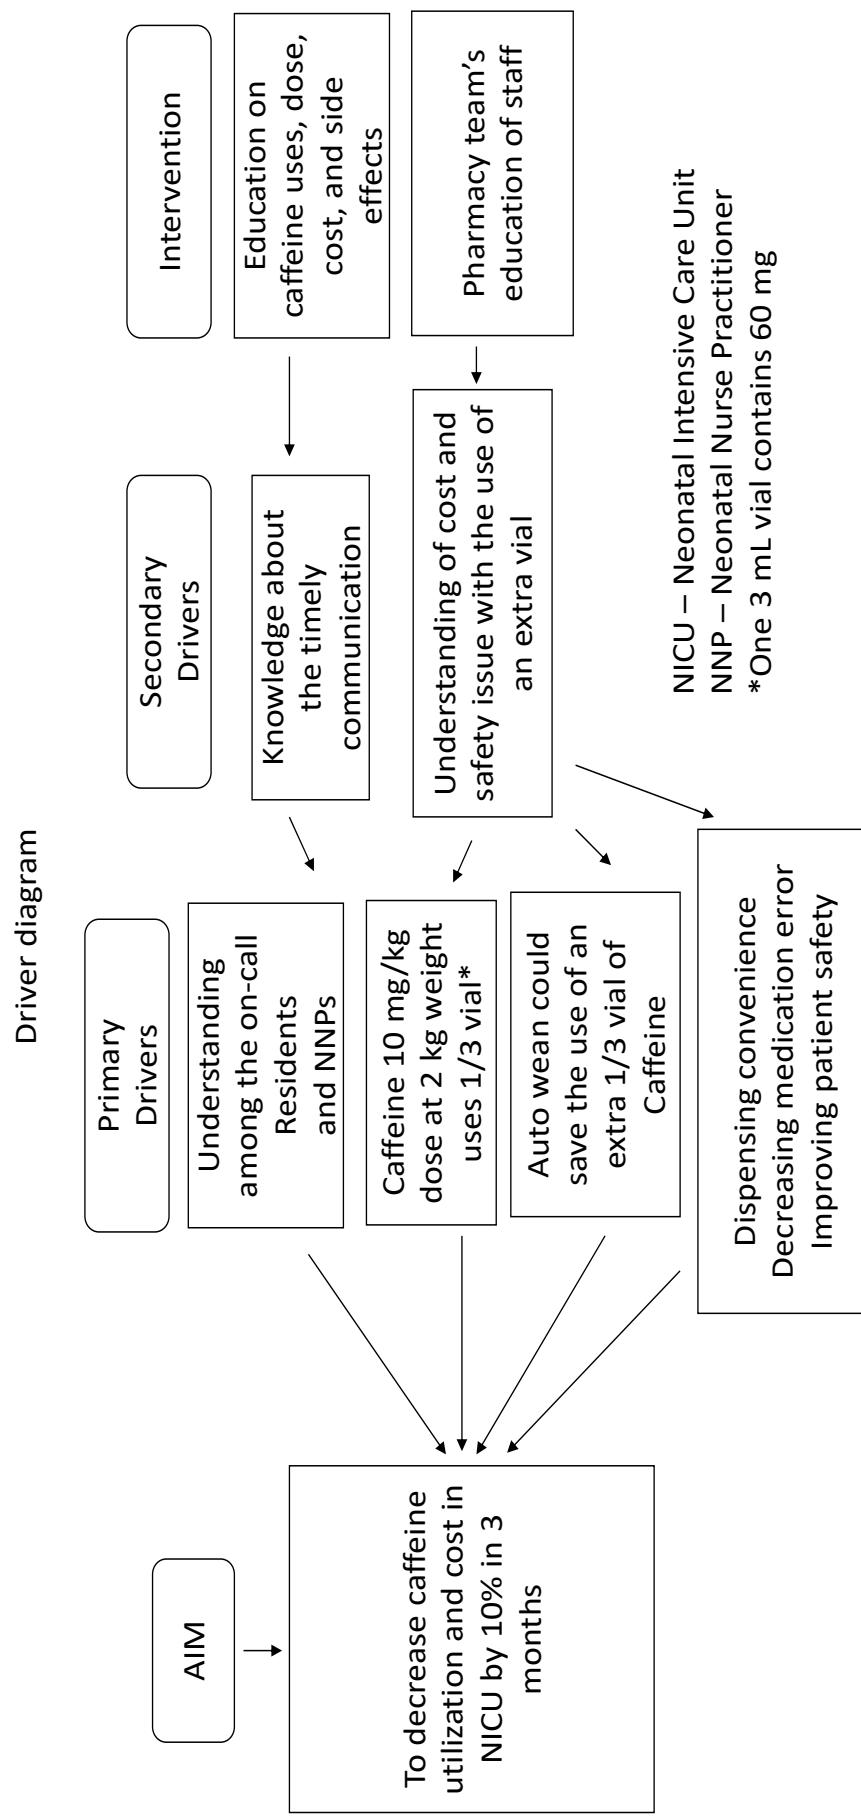 Driver diagram
AIM
To decrease caffeine
utilization and cost in
NICU by 10% in 3
months
Primary
Drivers
Understanding
among the on-call
Residents
and NNPs
Caffeine 10 mg/kg
dose at 2 kg weight
uses 1/3 vial*
Auto wean could
save the use of an
extra 1/3 vial of
Caffeine
Dispensing convenience
Decreasing medication error
Improving patient safety
Secondary
Drivers
Knowledge about
the timely
communication
Understanding of cost and
safety issue with the use of
an extra vial
Intervention
Education on
caffeine uses, dose,
cost, and side
effects
Pharmacy team’s
education of staff
NICU – Neonatal Intensive Care Unit
NNP – Neonatal Nurse Practitioner
*One 3 mL vial contains 60 mg